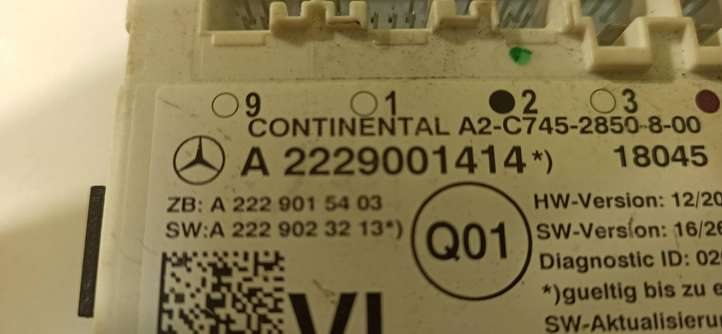 9 1 2 3
CONTINENTAL A2-C745-2850-8-00
A 2229001414*) 18045
ZB: A 222 901 54 03
SW:A 222 902 32 13*)
Q01
HW-Version: 12/20
SW-Version: 16/26
Diagnostic ID: 02
*)gueltig bis zu e
SW-Aktualisieru